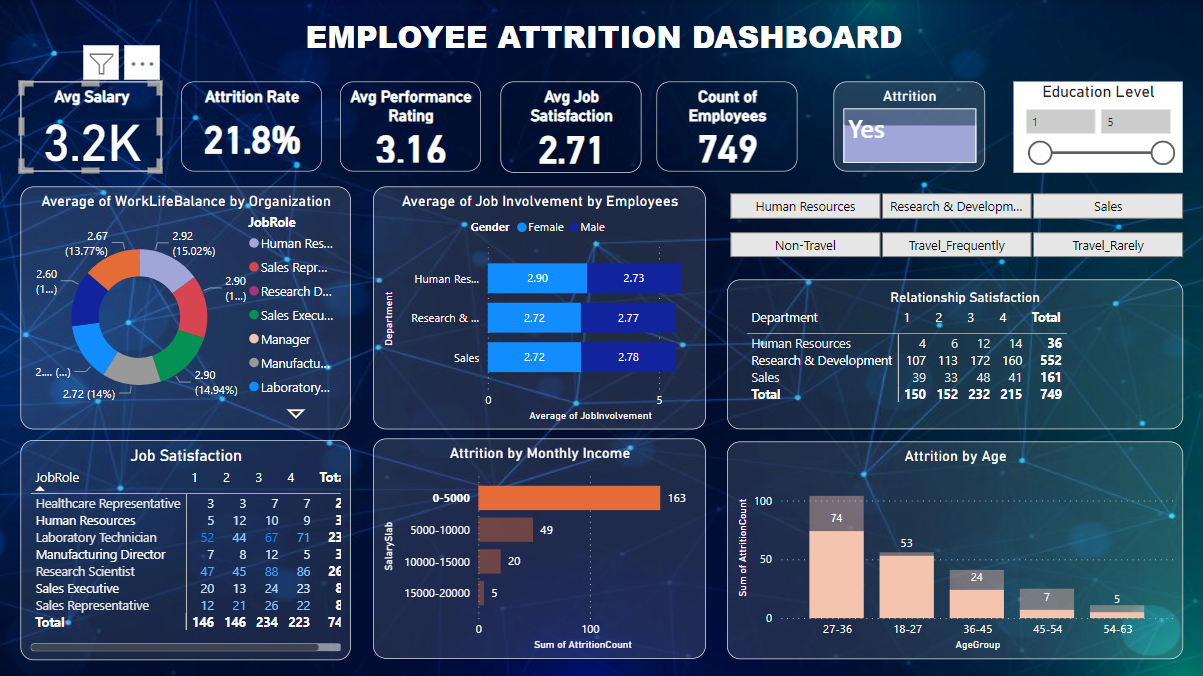 EMPLOYEE ATTRITION DASHBOARD
Avg Salary
3.2K
Attrition Rate
21.8%
Avg Performance
Rating
3.16
Avg Job
Satisfaction
2.71
Count of
Employees
749
Attrition
Yes
Education Level
1 5
Average of WorkLifeBalance by Organization
JobRole
Human Res...
Sales Repr...
Research D...
Sales Execu...
Manager
Manufactu...
Laboratory...
2.92
(15.02%)
2.90
(1...)
2.90
(14.94%)
2.72 (14%)
2.... (...)
2.60
(1...)
2.67
(13.77%)
Average of Job Involvement by Employees
Gender Female Male
Department
Human Res... 2.90 2.73
Research & ... 2.72 2.77
Sales 2.72 2.78
0 5
Average of JobInvolvement
Human Resources Research & Developm... Sales
Non-Travel Travel_Frequently Travel_Rarely
Relationship Satisfaction
Department 1 2 3 4 Total
Human Resources 4 6 12 14 36
Research & Development 107 113 172 160 552
Sales 39 33 48 41 161
Total 150 152 232 215 749
Job Satisfaction
JobRole 1 2 3 4
Healthcare Representative 3 3 7 7
Human Resources 5 12 10 9
Laboratory Technician 52 44 67 71
Manufacturing Director 7 8 12 5
Research Scientist 47 45 88 86
Sales Executive 20 13 24 23
Sales Representative 12 21 26 22
Total 146 146 234 223
Attrition by Monthly Income
SalarySlab
0-5000 163
5000-10000 49
10000-15000 20
15000-20000 5
0 100
Sum of AttritionCount
Attrition by Age
Sum of AttritionCount
100
50
0
74
53
24
7
5
27-36 18-27 36-45 45-54 54-63
AgeGroup